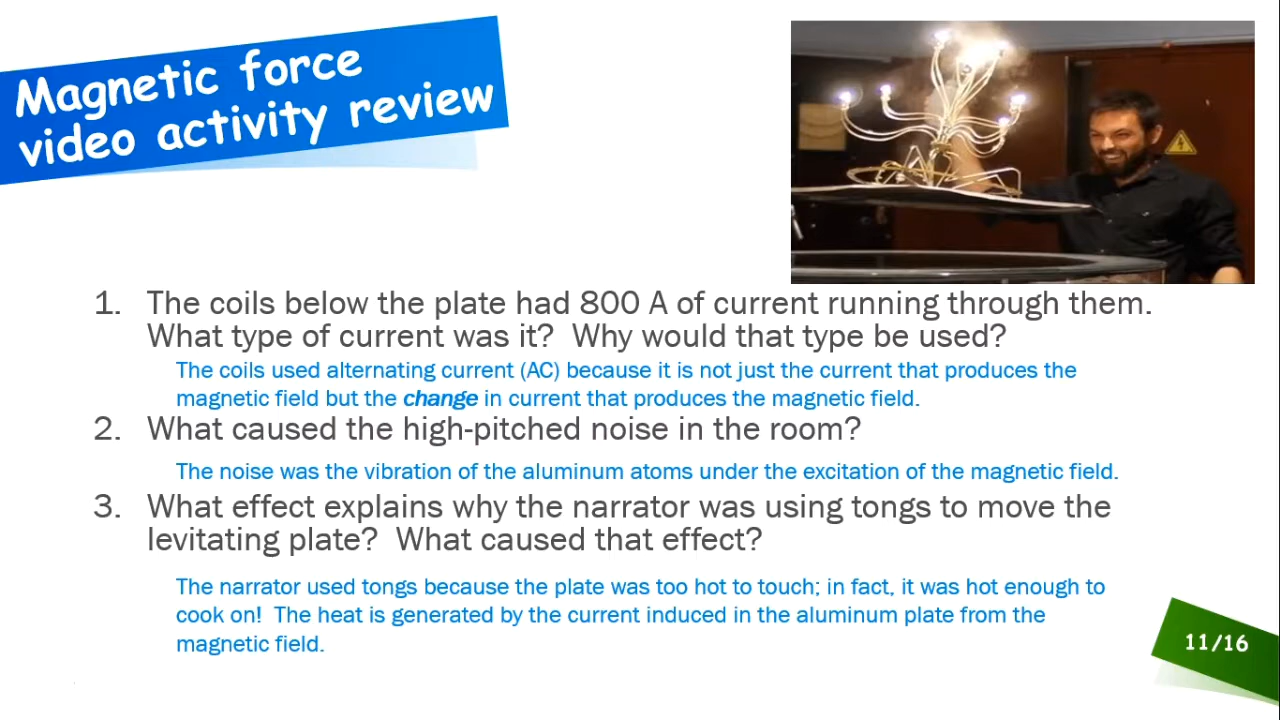 Magnetic force
video activity review
1. The coils below the plate had 800 A of current running through them.
What type of current was it? Why would that type be used?
The coils used alternating current (AC) because it is not just the current that produces the
magnetic field but the change in current that produces the magnetic field.
2. What caused the high-pitched noise in the room?
The noise was the vibration of the aluminum atoms under the excitation of the magnetic field.
3. What effect explains why the narrator was using tongs to move the
levitating plate? What caused that effect?
The narrator used tongs because the plate was too hot to touch; in fact, it was hot enough to
cook on! The heat is generated by the current induced in the aluminum plate from the
magnetic field.
11/16